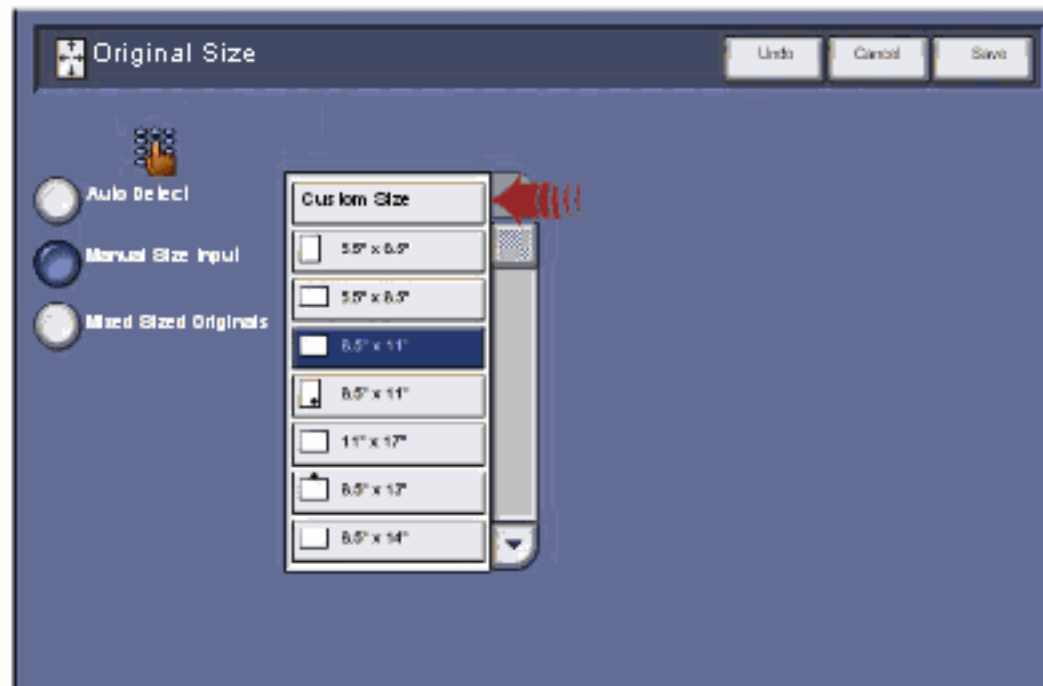 Original Size
Undo
Cancel
Save
Auto Detect
Manual Size Input
Mixed Sized Originals
Custom Size
5.5" x 8.5"
5.5" x 8.5"
8.5" x 11"
8.5" x 11"
11" x 17"
8.5" x 13"
8.5" x 14"